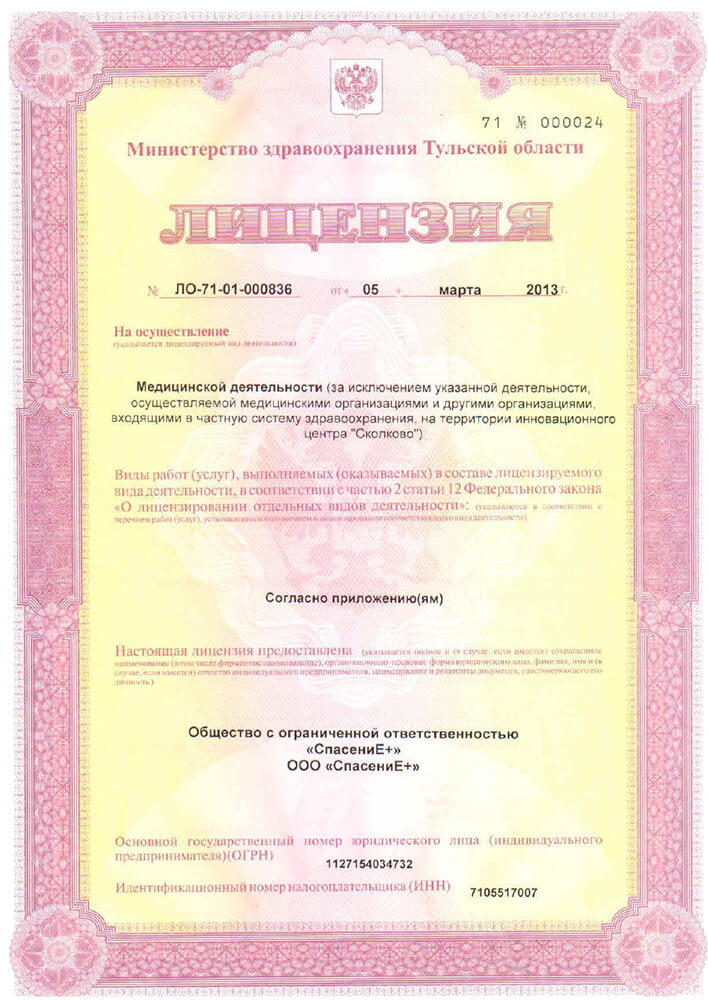 71 № 000024
Министерство здравоохранения Тульской области
ЛИЦЕНЗИЯ
№ ЛО-71-01-000836 от « 05 » марта 2013 г.
На осуществление
(указывается лицензируемый вид деятельности)
Медицинской деятельности (за исключением указанной деятельности,
осуществляемой медицинскими организациями и другими организациями,
входящими в частную систему здравоохранения, на территории инновационного
центра "Сколково")
Виды работ (услуг), выполняемых (оказываемых) в составе лицензируемого
вида деятельности, в соответствии с частью 2 статьи 12 Федерального закона
«О лицензировании отдельных видов деятельности»: (указываются в соответствии с
перечнем работ (услуг), установленным положением о лицензировании соответствующего вида деятельности)
Согласно приложению(ям)
Настоящая лицензия предоставлена (указывается полное и (в случае, если имеется) сокращенное
наименование (в том числе фирменное наименование), организационно-правовая форма юридического лица, фамилия, имя и (в
случае, если имеется) отчество индивидуального предпринимателя, наименование и реквизиты документа, удостоверяющего его
личность)
Общество с ограниченной ответственностью
«СпасениЕ+»
ООО «СпасениЕ+»
Основной государственный номер юридического лица (индивидуального
предпринимателя)(ОГРН) 1127154034732
Идентификационный номер налогоплательщика (ИНН) 7105517007